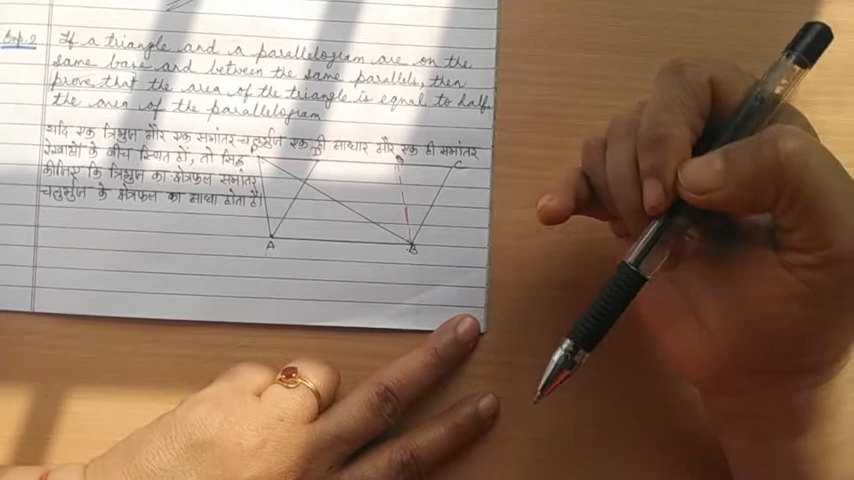 Exp.2 If a triangle and a parallelogram are on the
same base and between the same parallels, then
prove that the area of the triangle is equal to half
the area of the parallelogram
यदि एक त्रिभुज और एक समांतर चतुर्भुज एक ही आधार और एक ही समांतर
रेखाओं के बीच स्थित हों, तो सिद्ध
कीजिए कि त्रिभुज का क्षेत्रफल समांतर
चतुर्भुज के क्षेत्रफल का आधा होता है।
D
C
A
B